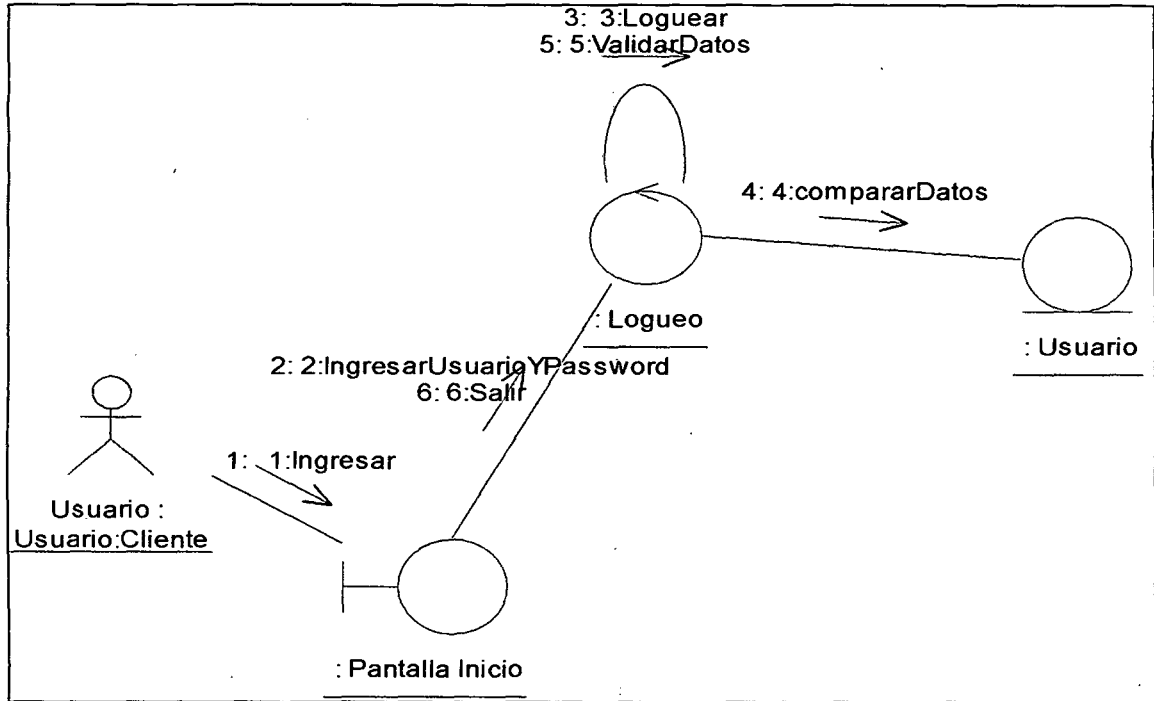 3: 3:Loguear
5: 5:ValidarDatos
4: 4:compararDatos
: Logueo
: Usuario
2: 2:IngresarUsuarioYPassword
6: 6:Salir
1: 1:Ingresar
Usuario :
Usuario:Cliente
: Pantalla Inicio